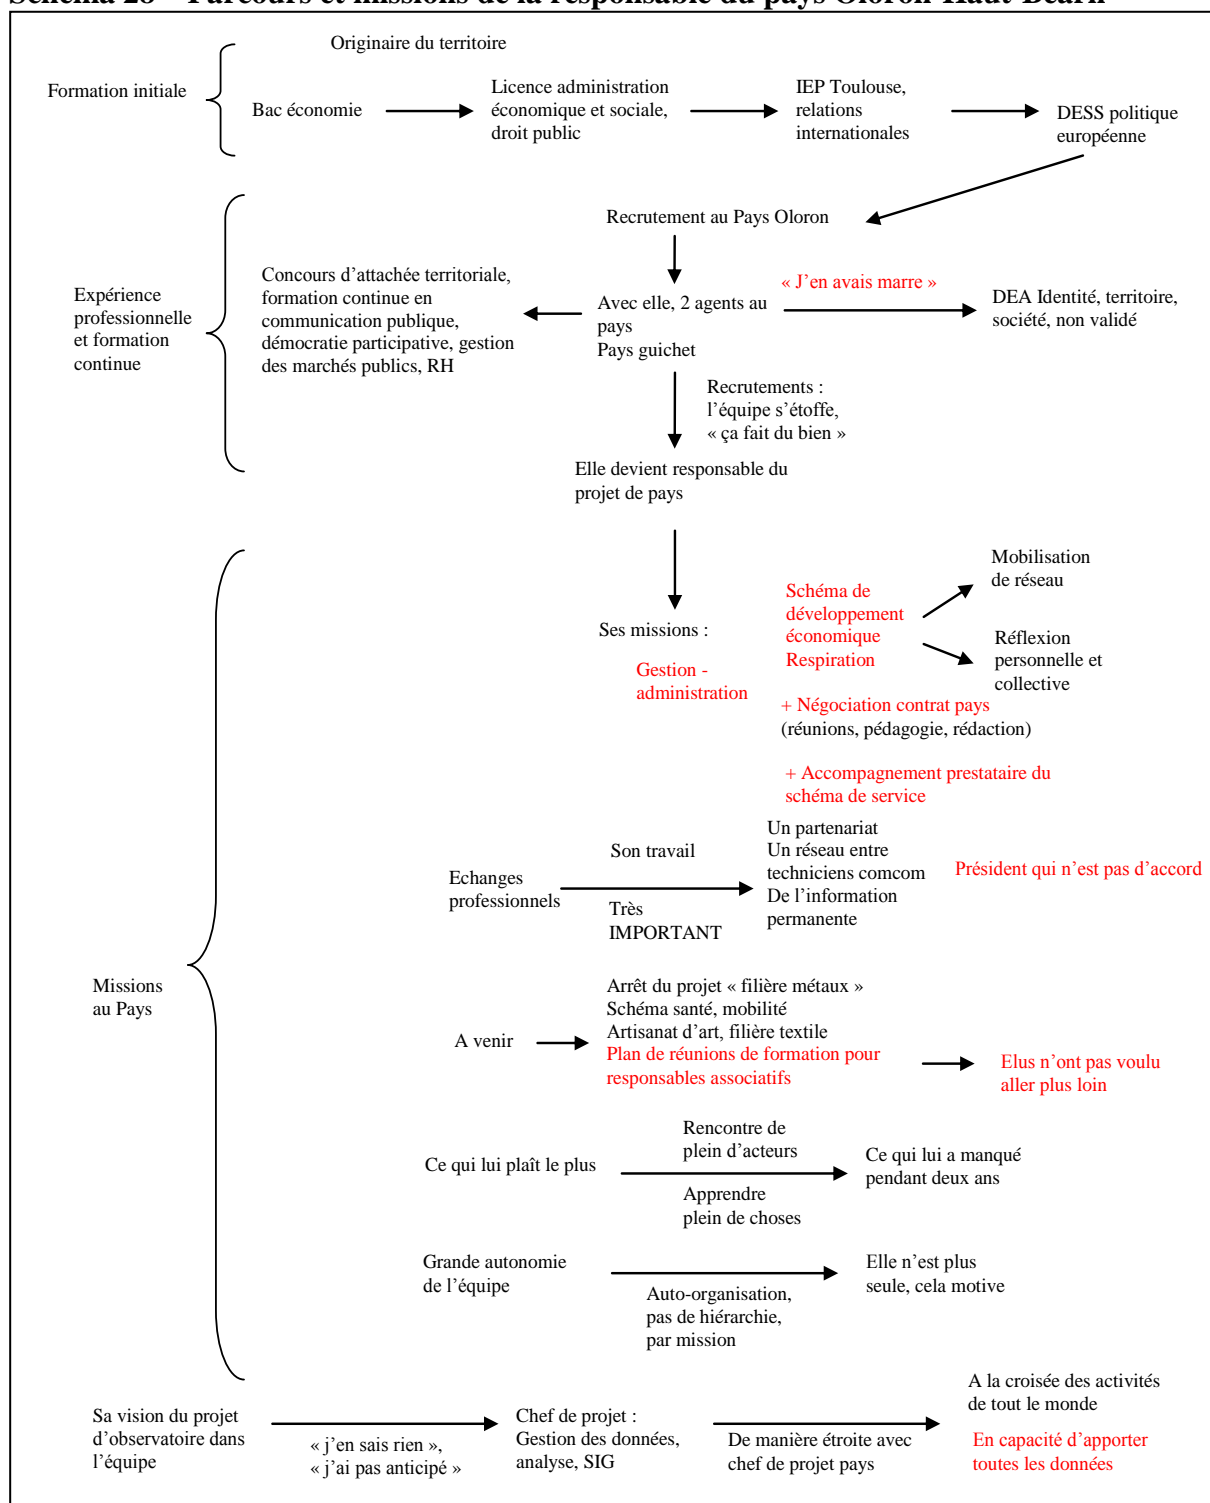 Schéma 28 – Parcours et missions de la responsable du pays Oloron-Haut-Béarn
Originaire du territoire
Formation initiale
Bac économie
Licence administration
économique et sociale,
droit public
IEP Toulouse,
relations
internationales
DESS politique
européenne
Recrutement au Pays Oloron
Expérience
professionnelle
et formation
continue
Concours d'attachée territoriale,
formation continue en
communication publique,
démocratie participative, gestion
des marchés publics, RH
Avec elle, 2 agents au
pays
Pays guichet
« J'en avais marre »
DEA Identité, territoire,
société, non validé
Recrutements :
l'équipe s'étoffe,
« ça fait du bien »
Elle devient responsable du
projet de pays
Missions
au Pays
Ses missions :
Gestion -
administration
Schéma de
développement
économique
Respiration
Mobilisation
de réseau
Réflexion
personnelle et
collective
+ Négociation contrat pays
(réunions, pédagogie, rédaction)
+ Accompagnement prestataire du
schéma de service
Echanges
professionnels
Son travail
Très
IMPORTANT
Un partenariat
Un réseau entre
techniciens comcom
De l'information
permanente
Président qui n'est pas d'accord
A venir
Arrêt du projet « filière métaux »
Schéma santé, mobilité
Artisanat d'art, filière textile
Plan de réunions de formation pour
responsables associatifs
Elus n'ont pas voulu
aller plus loin
Ce qui lui plaît le plus
Rencontre de
plein d'acteurs
Apprendre
plein de choses
Ce qui lui a manqué
pendant deux ans
Grande autonomie
de l'équipe
Auto-organisation,
pas de hiérarchie,
par mission
Elle n'est plus
seule, cela motive
Sa vision du projet
d'observatoire dans
l'équipe
« j'en sais rien »,
« j'ai pas anticipé »
Chef de projet :
Gestion des données,
analyse, SIG
De manière étroite avec
chef de projet pays
A la croisée des activités
de tout le monde
En capacité d'apporter
toutes les données